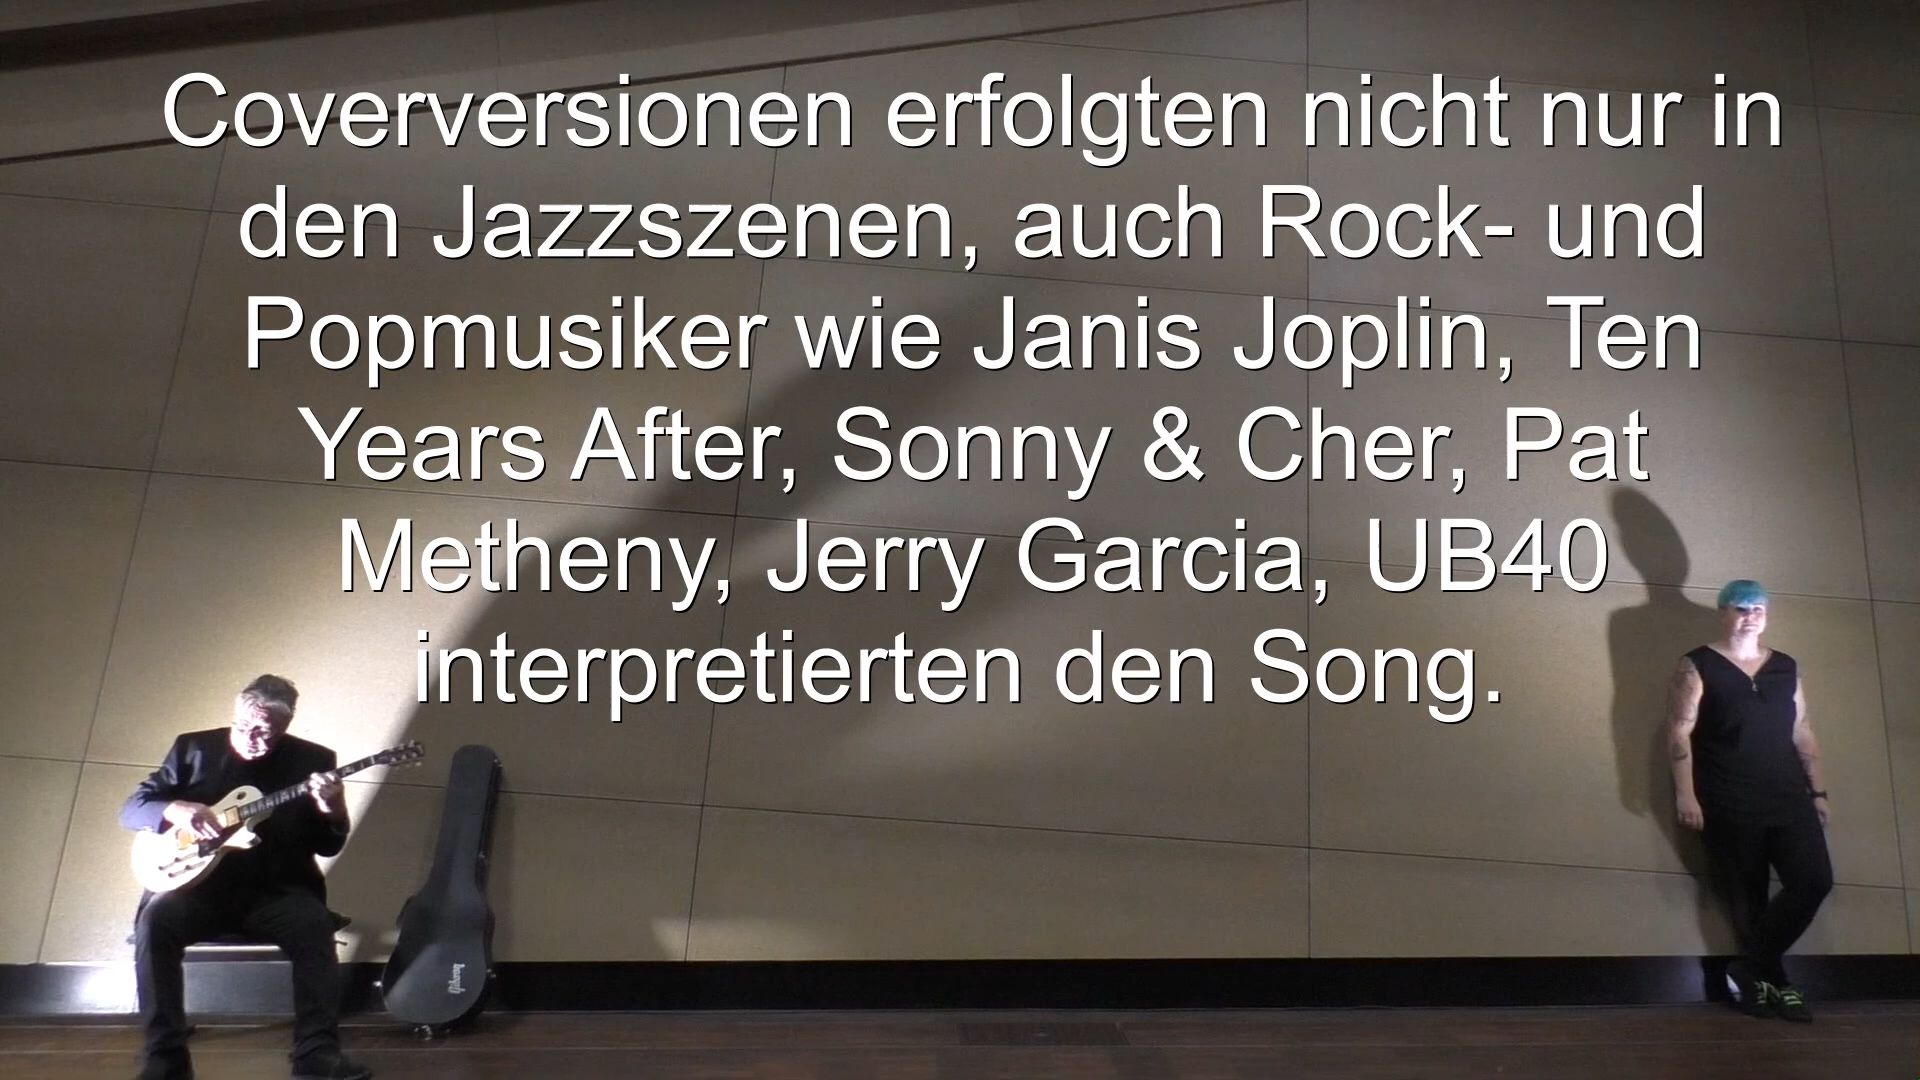 Coverversionen erfolgten nicht nur in
den Jazzszenen, auch Rock- und
Popmusiker wie Janis Joplin, Ten
Years After, Sonny & Cher, Pat
Metheny, Jerry Garcia, UB40
interpretierten den Song.
Gibson